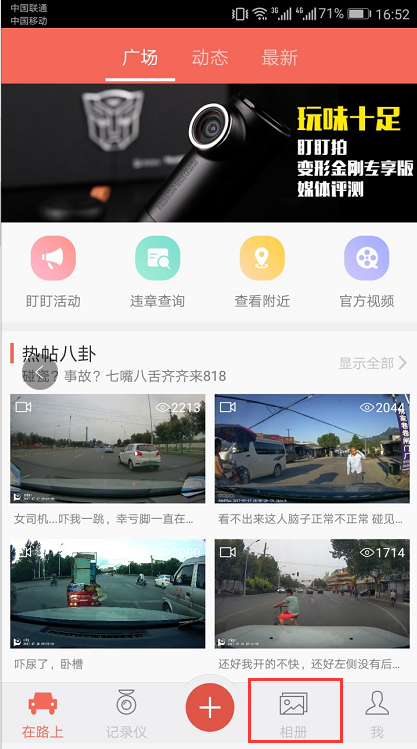 中国联通
中国移动
3G 4G 71% 16:52
广场 动态 最新
玩味十足
盯盯拍
变形金刚专享版
媒体评测
盯盯活动 违章查询 查看附近 官方视频
热帖八卦
碰瓷？事故？七嘴八舌齐齐来818
显示全部
2213
2044
女司机...吓我一跳，幸亏脚一直在...
看不出来这人脑子正常不正常 碰见...
1714
吓尿了，卧槽
还好我开的不快，还好左侧没有后...
在路上 记录仪 相册 我